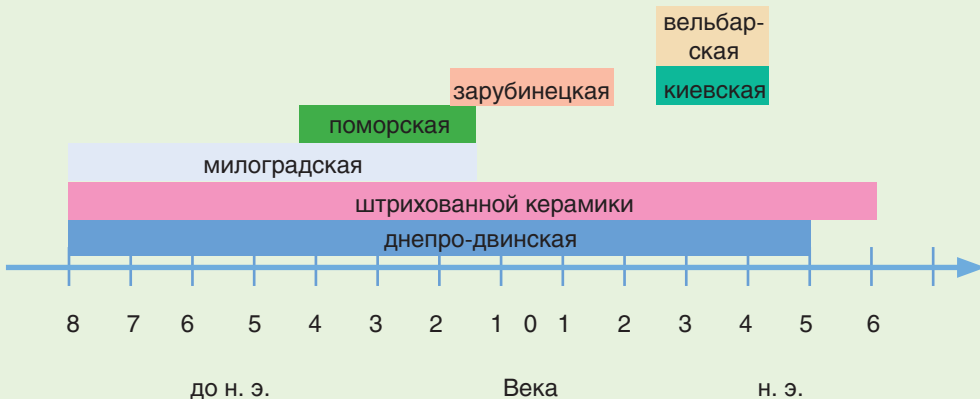 вельбар-
ская
зарубинецкая киевская
поморская
милоградская
штрихованной керамики
днепро-двинская
8 7 6 5 4 3 2 1 0 1 2 3 4 5 6
до н. э. Века н. э.